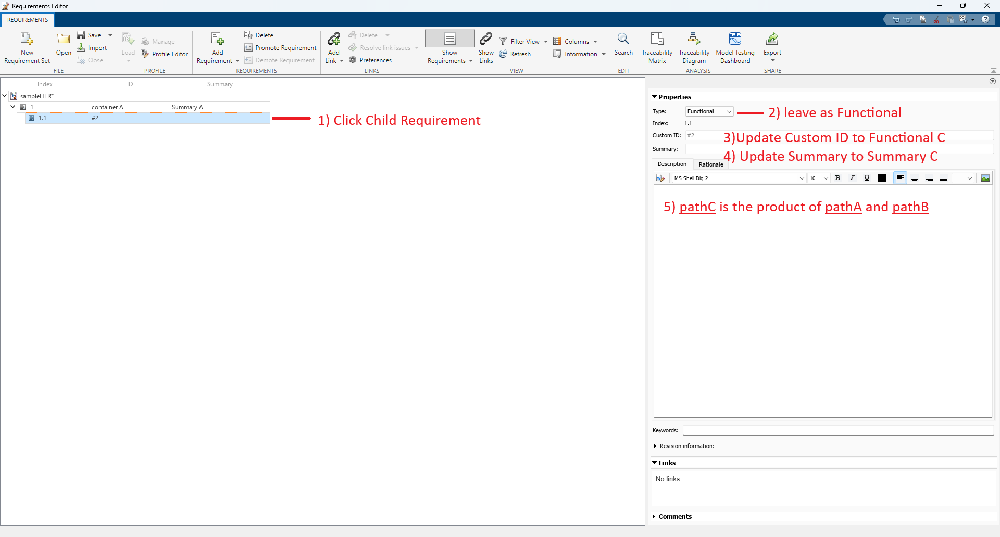 Requirements Editor
REQUIREMENTS
New Requirement Set
Open
Save
Import
Close
FILE
Load
Manage
Profile Editor
PROFILE
Add Requirement
Delete
Promote Requirement
Demote Requirement
REQUIREMENTS
Add Link
Delete
Resolve link issues
Preferences
LINKS
Show Requirements
Show Links
Filter View
Refresh
Columns
Information
VIEW
Search
EDIT
Traceability Matrix
Traceability Diagram
Model Testing Dashboard
ANALYSIS
Export
SHARE
Index ID Summary
sampleHLR*
1 container A Summary A
1.1 #2
1) Click Child Requirement
Properties
Type: Functional
2) leave as Functional
Index: 1.1
Custom ID: #2
3)Update Custom ID to Functional C
Summary:
4) Update Summary to Summary C
Description Rationale
MS Shell Dlg 2 10 B I U
5) pathC is the product of pathA and pathB
Keywords:
Revision information:
Links
No links
Comments